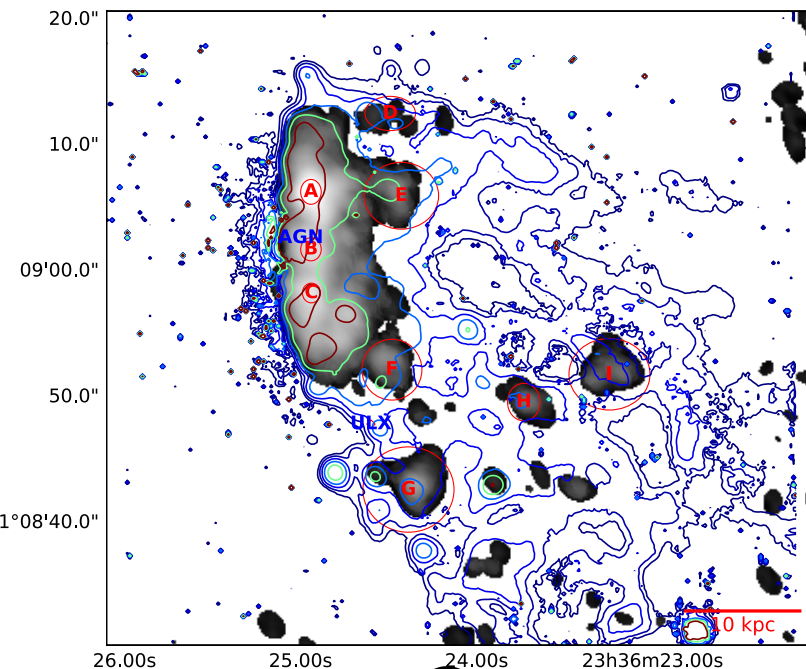 20.0"
10.0"
09'00.0"
50.0"
1°08'40.0"
D
E
A
AGN
B
C
F
I
H
ULX
G
10 kpc
26.00s
25.00s
24.00s
23h36m23.00s